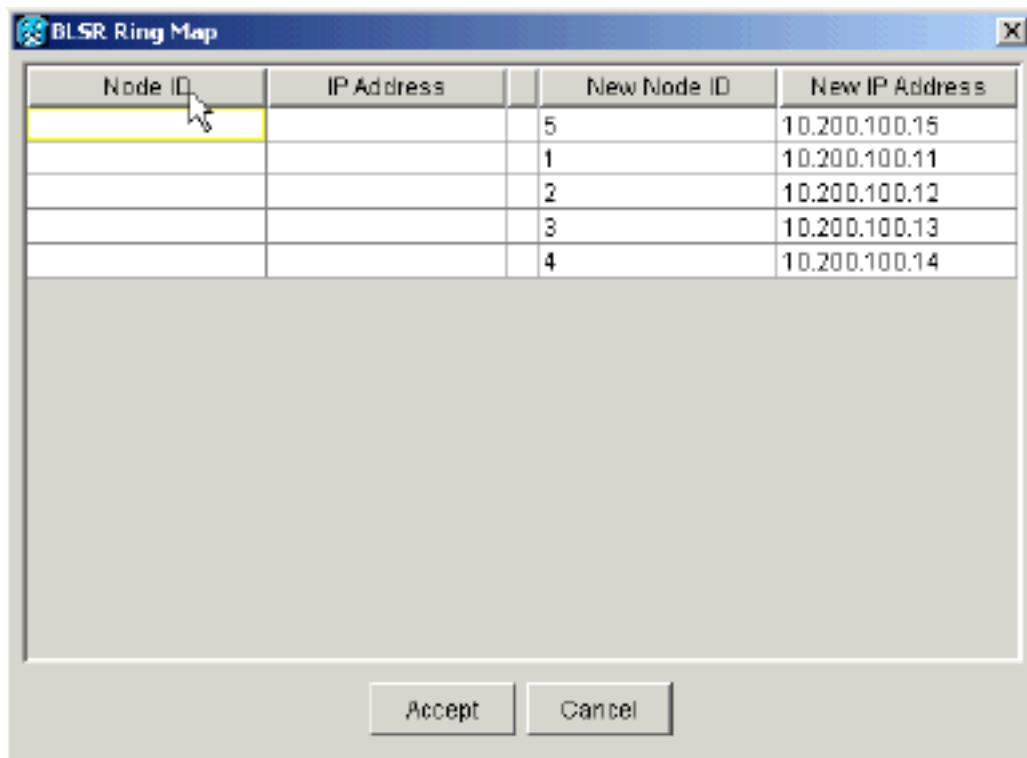 BLSR Ring Map
Node ID IP Address New Node ID New IP Address
5 10.200.100.15
1 10.200.100.11
2 10.200.100.12
3 10.200.100.13
4 10.200.100.14
Accept Cancel